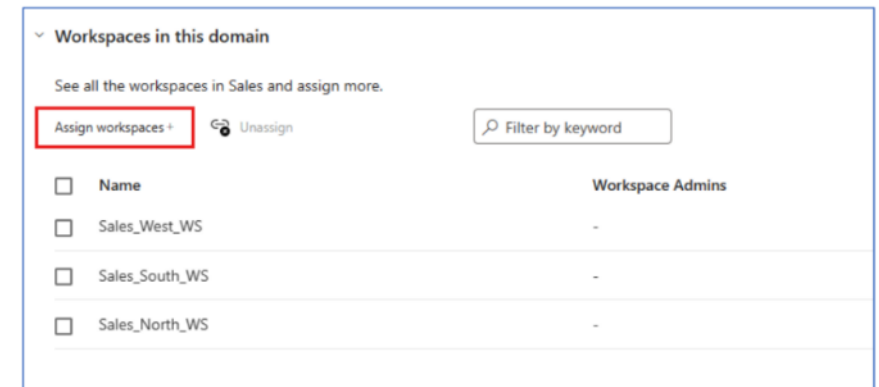 Workspaces in this domain
See all the workspaces in Sales and assign more.
Assign workspaces + Unassign Filter by keyword
Name Workspace Admins
Sales_West_WS -
Sales_South_WS -
Sales_North_WS -